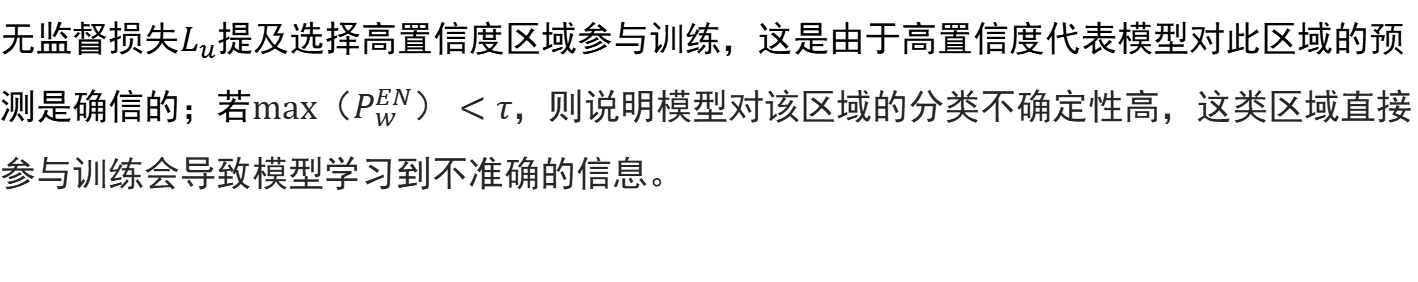 无监督损失$L_u$提及选择高置信度区域参与训练，这是由于高置信度代表模型对此区域的预
测是确信的；若max（$P_w^{EN}$）$< \tau$，则说明模型对该区域的分类不确定性高，这类区域直接
参与训练会导致模型学习到不准确的信息。